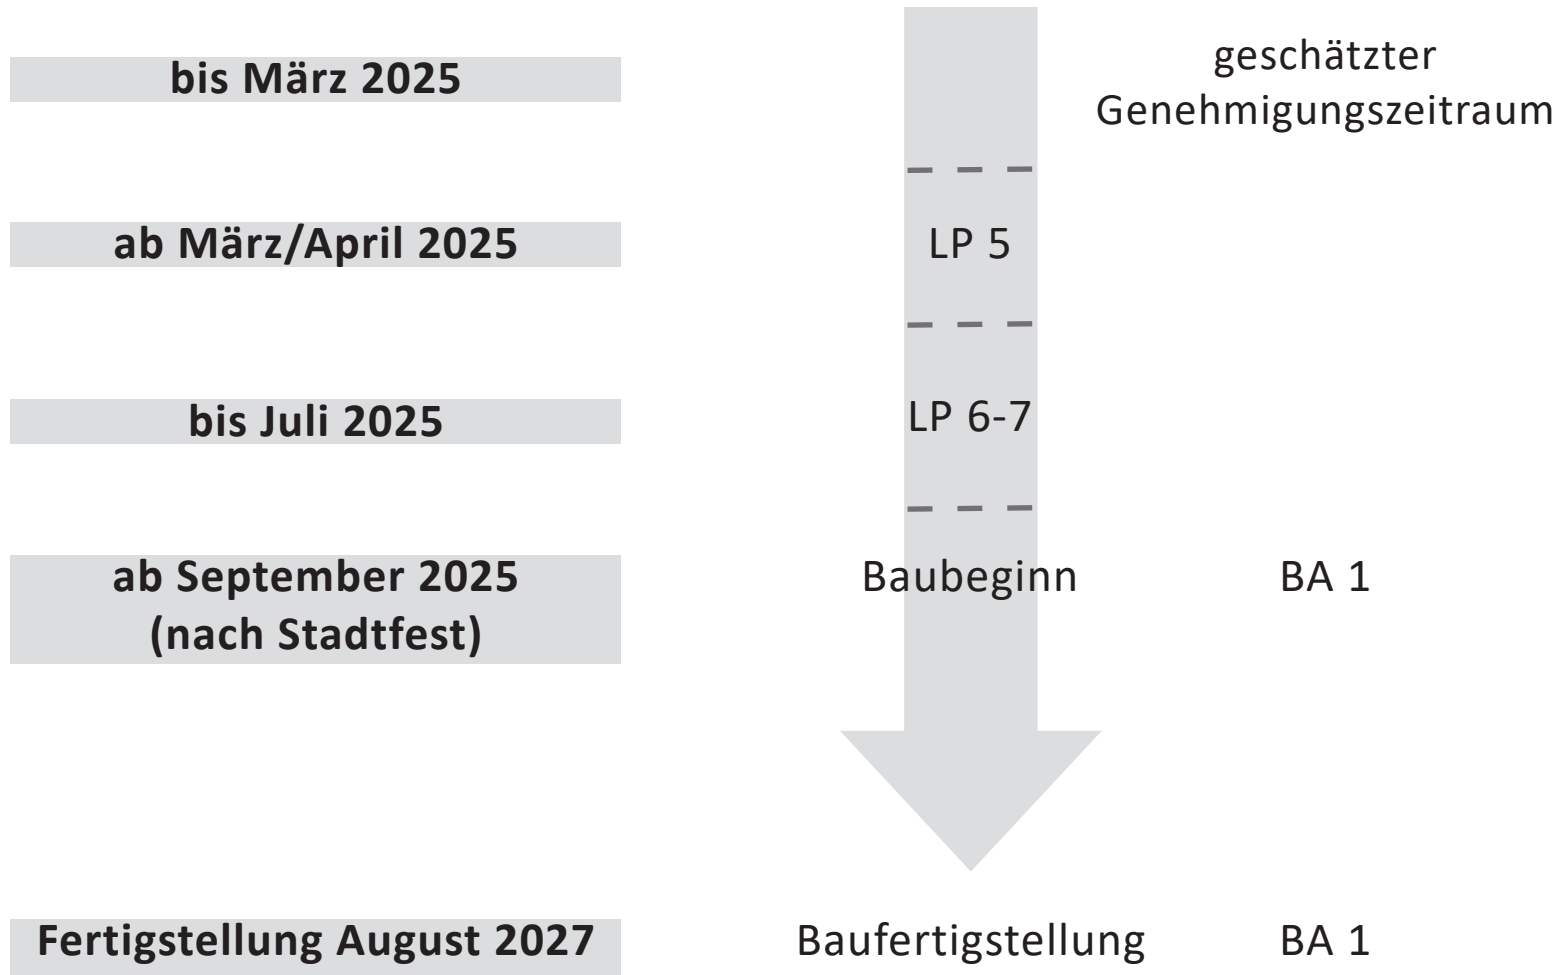 bis März 2025
geschätzter
Genehmigungszeitraum
ab März/April 2025
LP 5
bis Juli 2025
LP 6-7
ab September 2025
(nach Stadtfest)
Baubeginn
BA 1
Fertigstellung August 2027
Baufertigstellung
BA 1